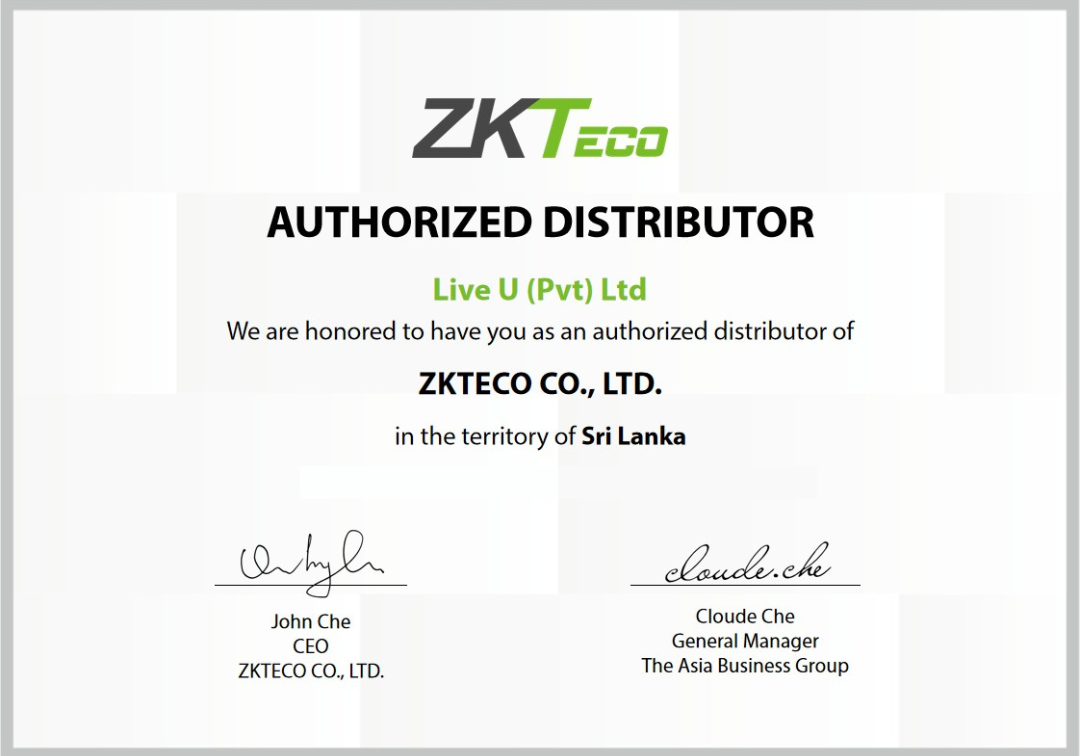 ZKTECO
AUTHORIZED DISTRIBUTOR
Live U (Pvt) Ltd
We are honored to have you as an authorized distributor of
ZKTECO CO., LTD.
in the territory of Sri Lanka
cloude.che
John Che
CEO
ZKTECO CO., LTD.
Cloude Che
General Manager
The Asia Business Group